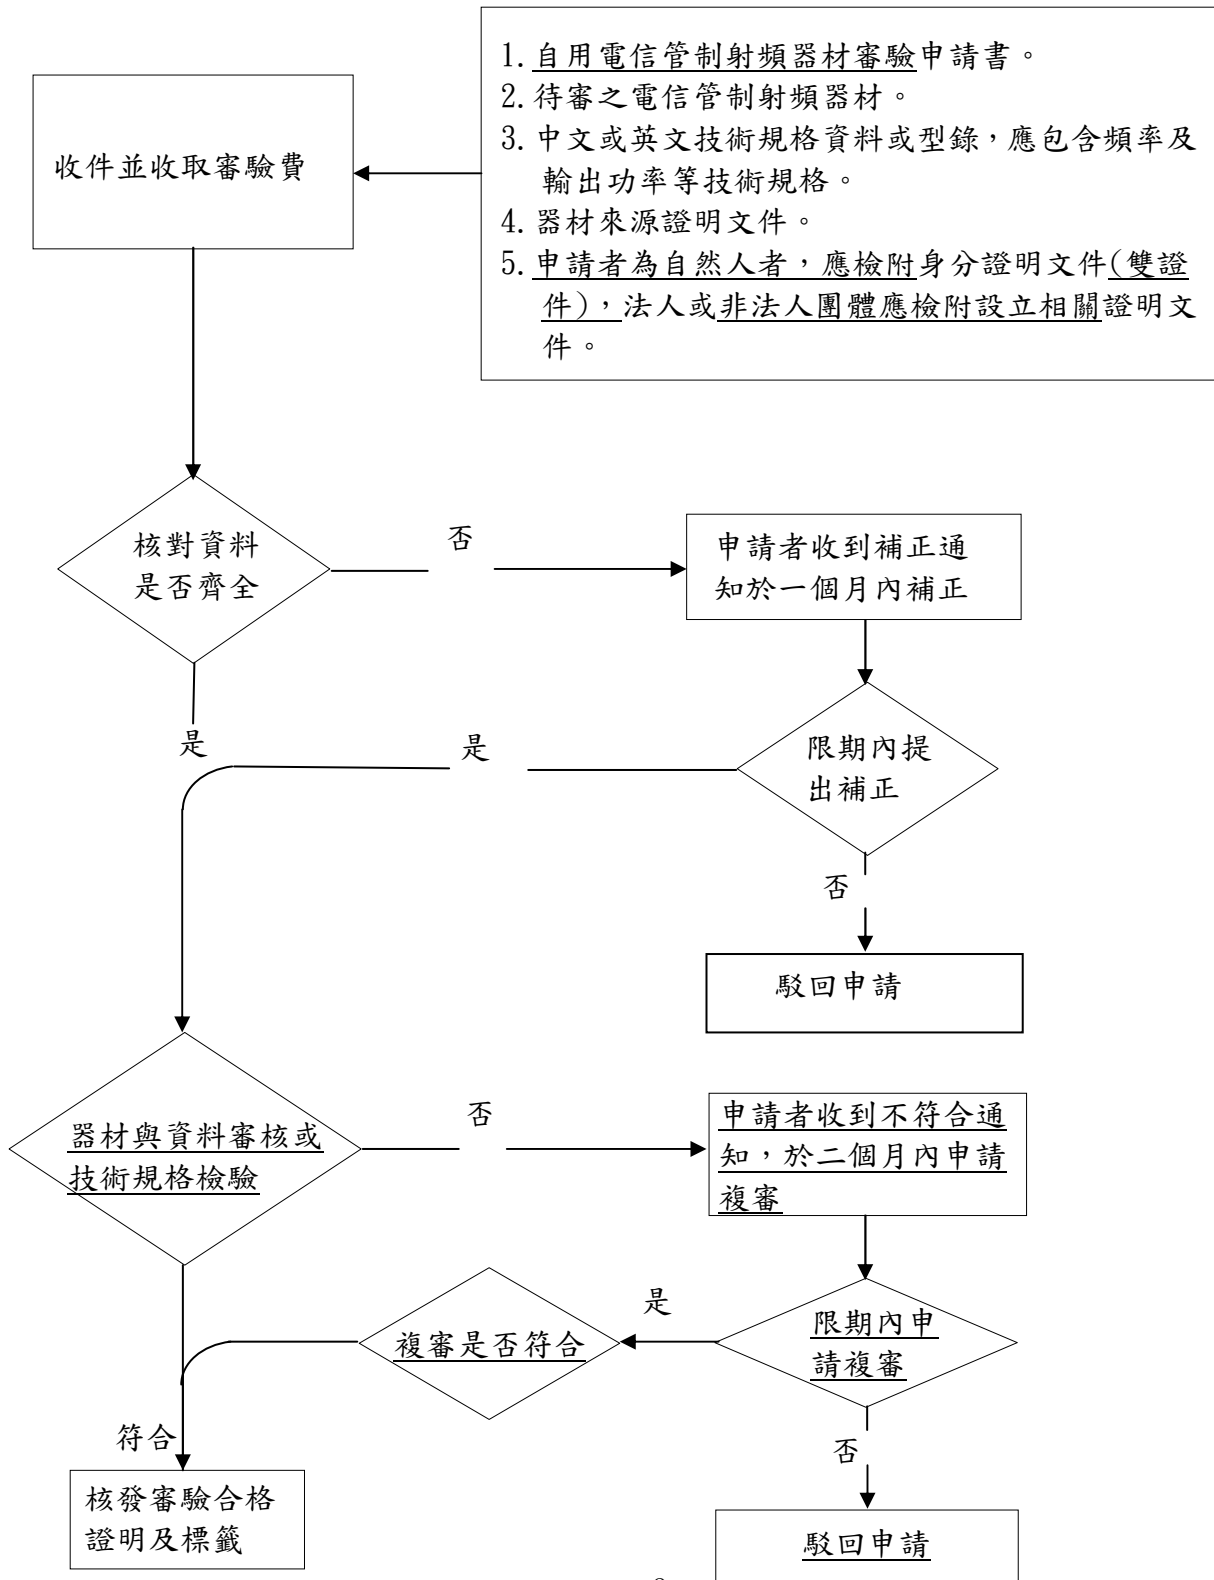 1. 自用電信管制射頻器材審驗申請書。
2. 待審之電信管制射頻器材。
3. 中文或英文技術規格資料或型錄，應包含頻率及
輸出功率等技術規格。
4. 器材來源證明文件。
5. 申請者為自然人者，應檢附身分證明文件(雙證
件)，法人或非法人團體應檢附設立相關證明文
件。
收件並收取審驗費
核對資料
是否齊全
否
申請者收到補正通
知於一個月內補正
是
是
限期內提
出補正
否
駁回申請
器材與資料審核或
技術規格檢驗
否
申請者收到不符合通
知，於二個月內申請
複審
複審是否符合
是
限期內申
請複審
符合
否
核發審驗合格
證明及標籤
駁回申請